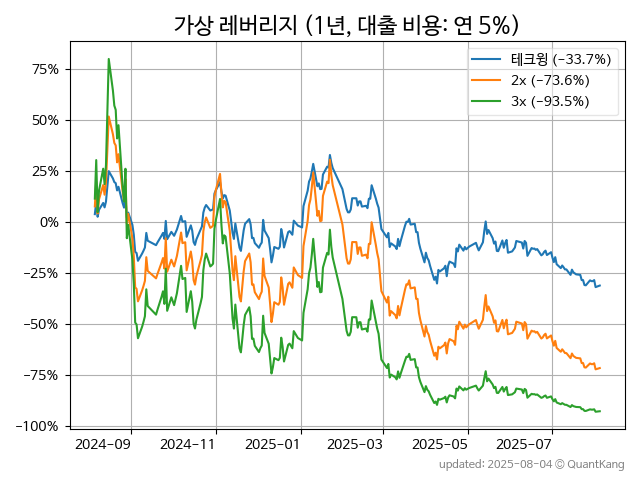 가상 레버리지 (1년, 대출 비용: 연 5%)
테크윙 (−33.7%)
2x (−73.6%)
3x (−93.5%)
75%
50%
25%
0%
−25%
−50%
−75%
−100%
2024-09 2024-11 2025-01 2025-03 2025-05 2025-07
updated: 2025-08-04 © QuantKang